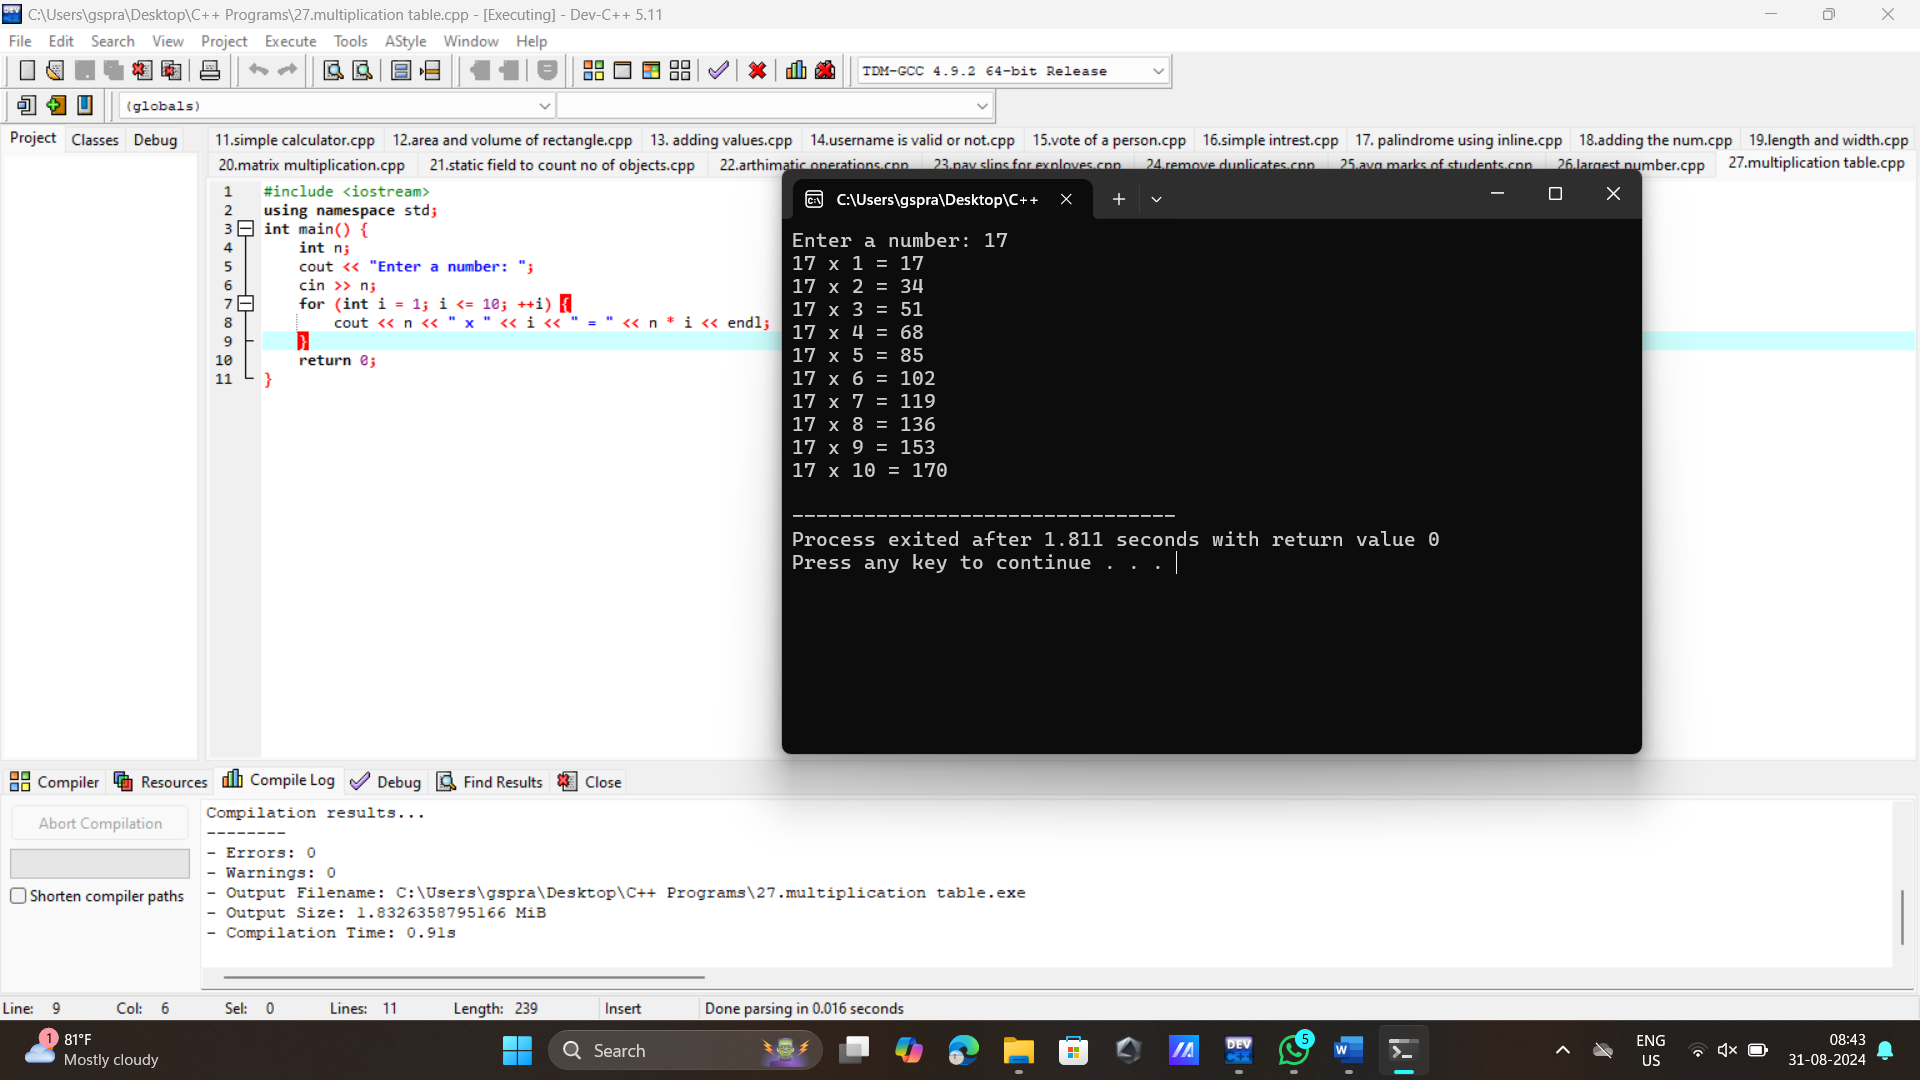 C:\Users\gspra\Desktop\C++ Programs\27.multiplication table.cpp - [Executing] - Dev-C++ 5.11
File Edit Search View Project Execute Tools AStyle Window Help
TDM-GCC 4.9.2 64-bit Release
(globals)
Project Classes Debug
11.simple calculator.cpp 12.area and volume of rectangle.cpp 13. adding values.cpp 14.username is valid or not.cpp 15.vote of a person.cpp 16.simple intrest.cpp 17. palindrome using inline.cpp 18.adding the num.cpp 19.length and width.cpp
20.matrix multiplication.cpp 21.static field to count no of objects.cpp 22.arthimatic operations.cpp 23.pay slips for exployes.cpp 24.remove duplicates.cpp 25.avg marks of students.cpp 26.largest number.cpp 27.multiplication table.cpp
1 #include <iostream>
2 using namespace std;
3 int main() {
4 int n;
5 cout << "Enter a number: ";
6 cin >> n;
7 for (int i = 1; i <= 10; ++i) {
8 cout << n << " x " << i << " = " << n * i << endl;
9 }
10 return 0;
11 }
C:\Users\gspra\Desktop\C++
Enter a number: 17
17 x 1 = 17
17 x 2 = 34
17 x 3 = 51
17 x 4 = 68
17 x 5 = 85
17 x 6 = 102
17 x 7 = 119
17 x 8 = 136
17 x 9 = 153
17 x 10 = 170
--------------------------------
Process exited after 1.811 seconds with return value 0
Press any key to continue . . .
Compiler Resources Compile Log Debug Find Results Close
Abort Compilation
Shorten compiler paths
Compilation results...
--------
- Errors: 0
- Warnings: 0
- Output Filename: C:\Users\gspra\Desktop\C++ Programs\27.multiplication table.exe
- Output Size: 1.8326358795166 MiB
- Compilation Time: 0.91s
Line: 9 Col: 6 Sel: 0 Lines: 11 Length: 239 Insert Done parsing in 0.016 seconds
1
81°F
Mostly cloudy
Search
DEV
5
W
ENG
US
08:43
31-08-2024